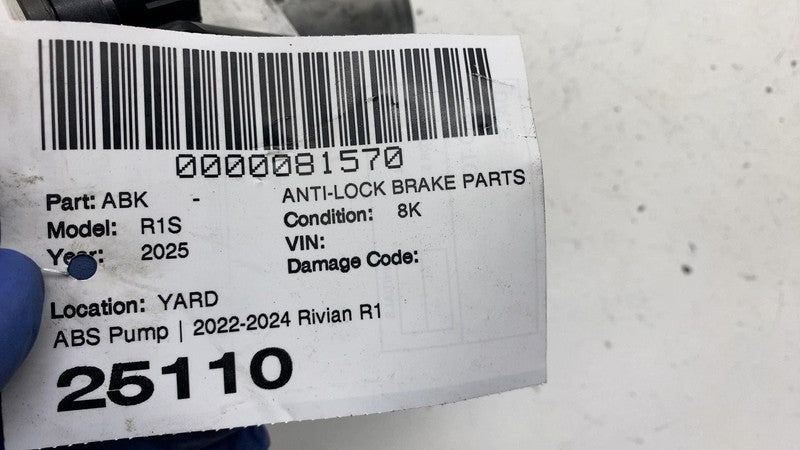 0000081570
Part: ABK - ANTI-LOCK BRAKE PARTS
Model: R1S Condition: 8K
Year: 2025 VIN:
Damage Code:
Location: YARD
ABS Pump | 2022-2024 Rivian R1
25110